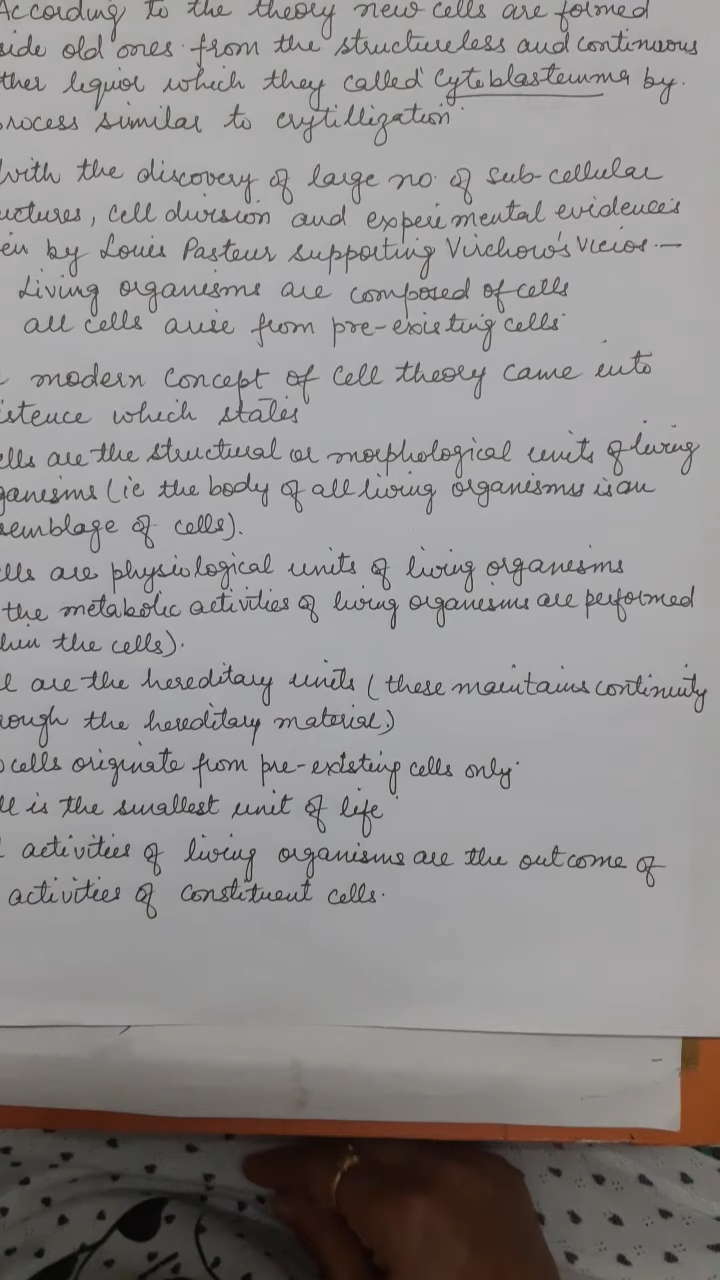 According to the theory new cells are formed
side old ones from the structureless and continuous
ther liquor which they called Cytoblastemma by
rocess similar to crytillization
With the discovery of large no. of sub-cellular
uctures, cell division and experimental evidences
en by Louis Pasteur supporting Virchow's Vicios —
Living organisms are composed of cells
all cells arise from pre-existing cells
modern concept of cell theory came into
istence which states
ells are the structural or morphological units of living
ganisms (ie the body of all living organisms is an
semblage of cells).
ells are physiological units of living organisms
the metabolic activities of living organisms are performed
thin the cells).
l are the hereditary units (these maintains continuity
rough the hereditary material)
cells originate from pre-existing cells only
ll is the smallest unit of life
activities of living organisms are the outcome of
activities of constituent cells.